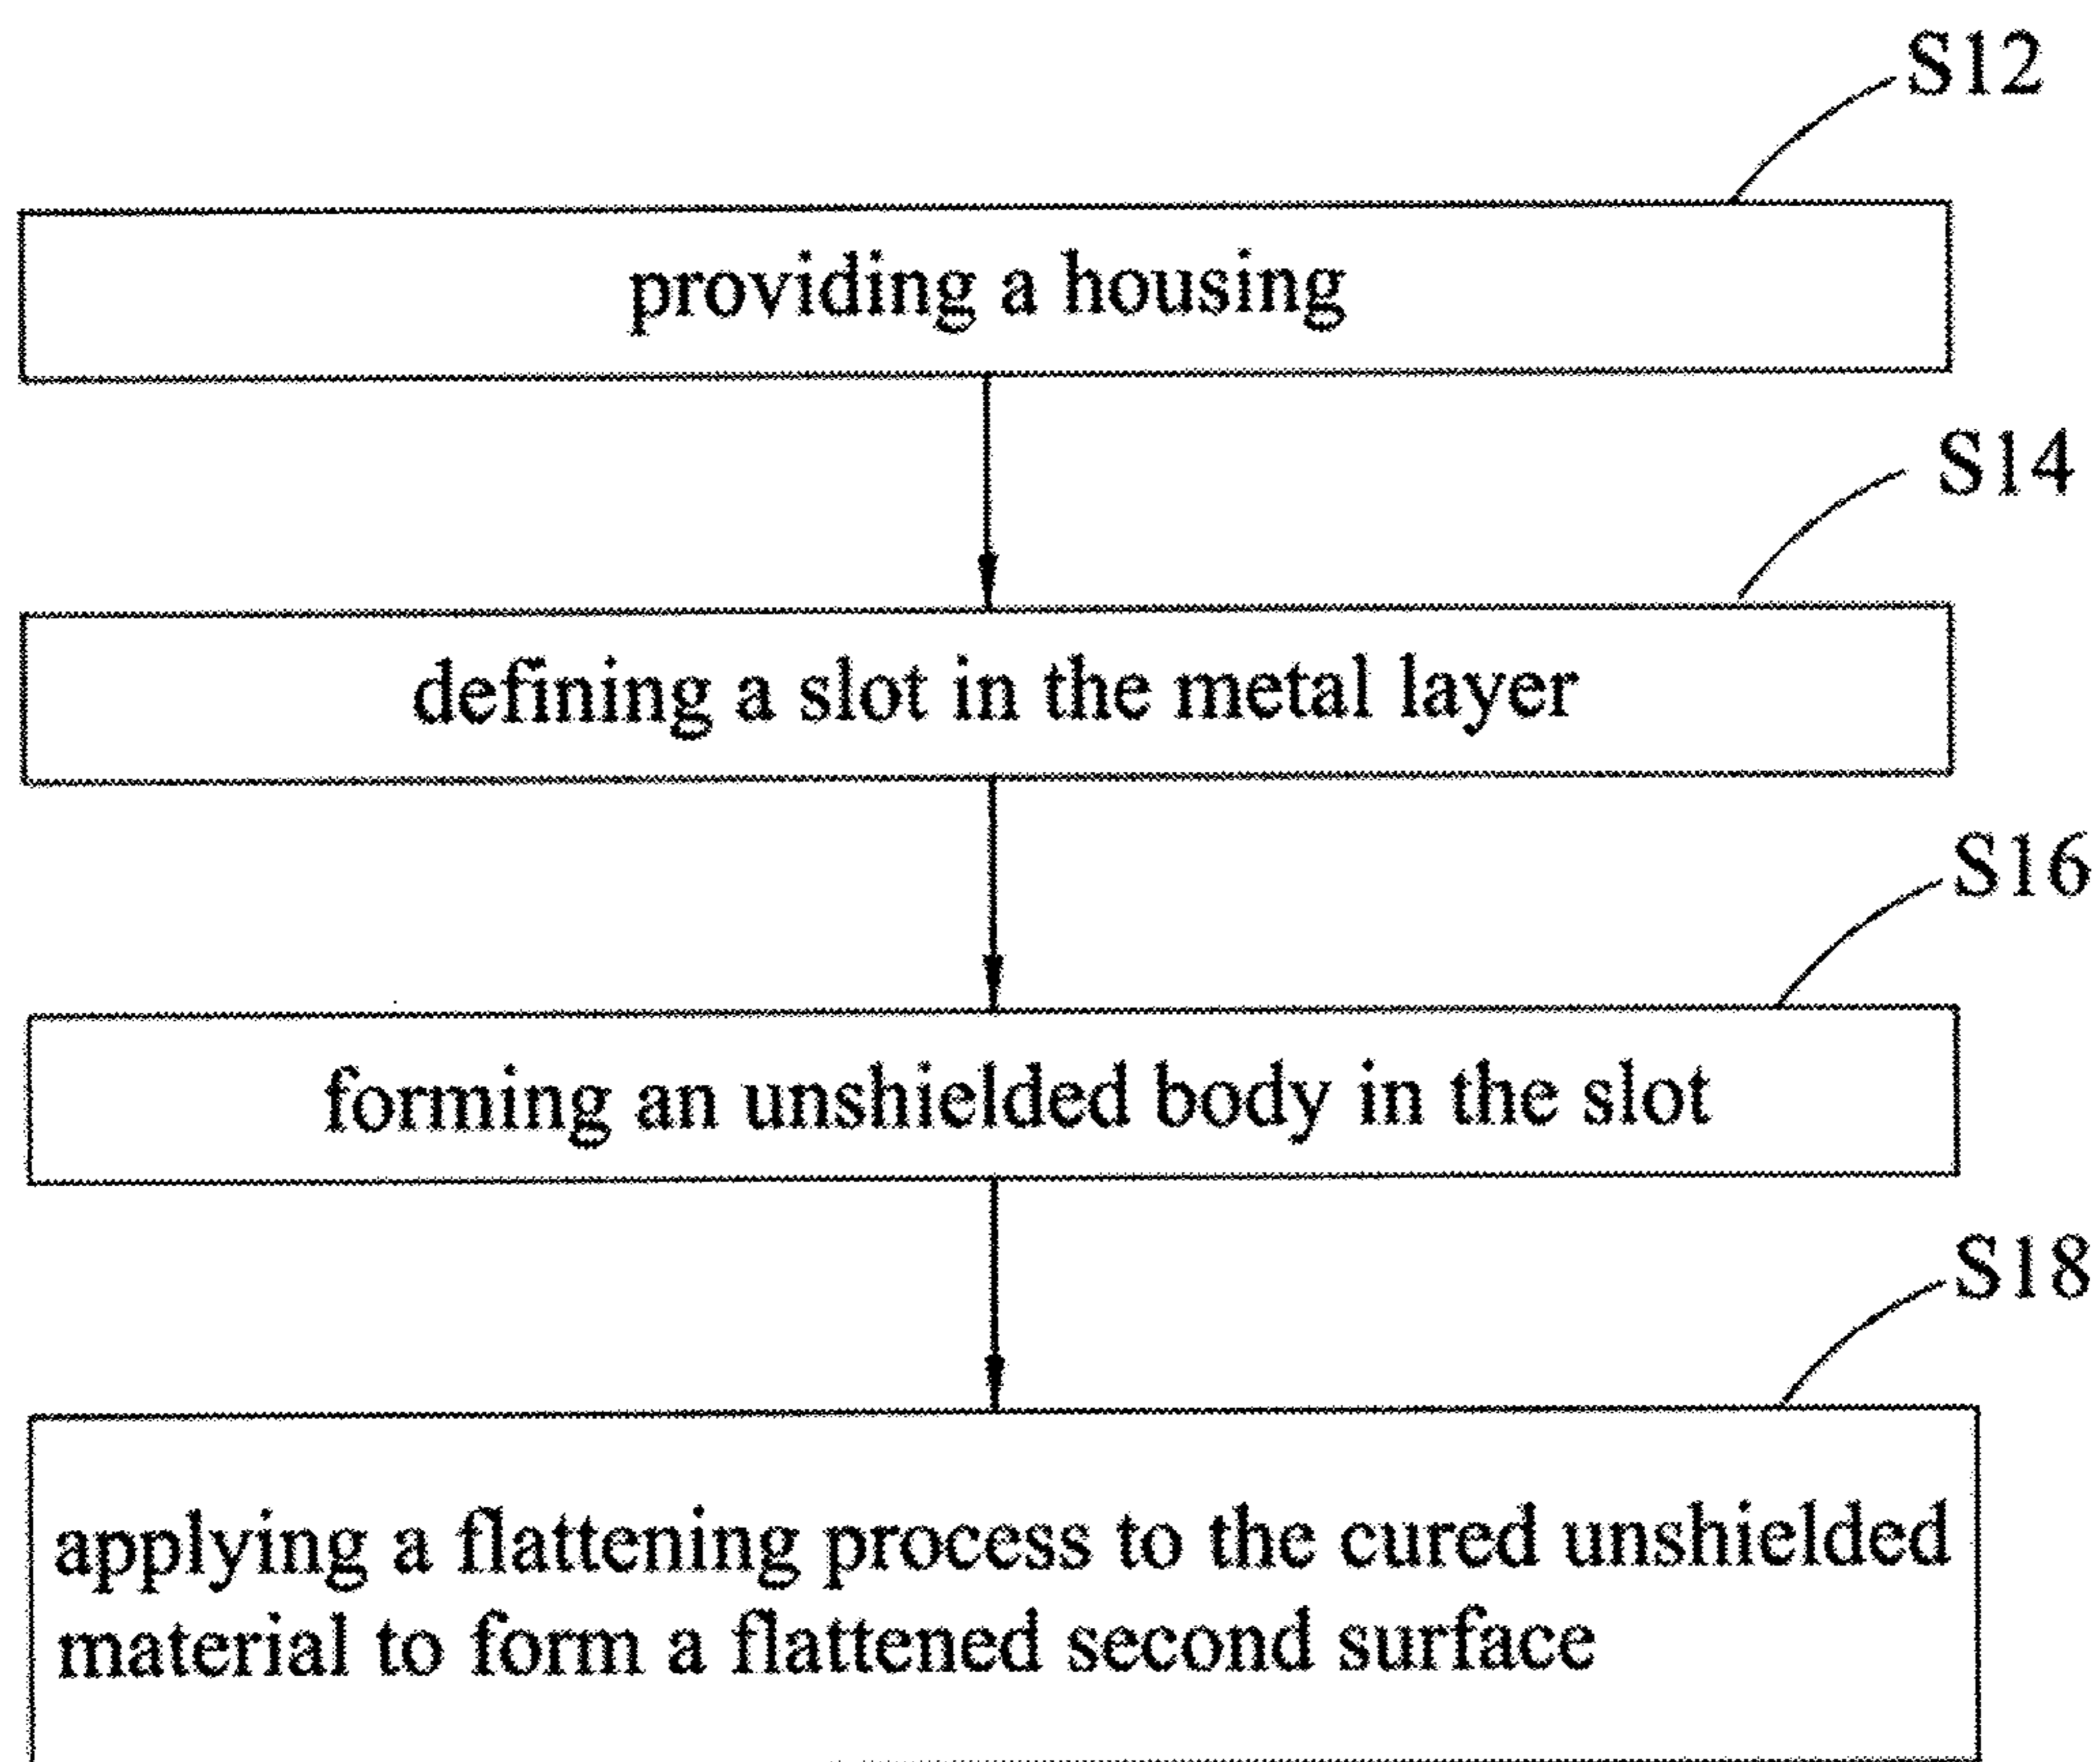 S12
providing a housing
S14
defining a slot in the metal layer
S16
forming an unshielded body in the slot
S18
applying a flattening process to the cured unshielded
material to form a flattened second surface